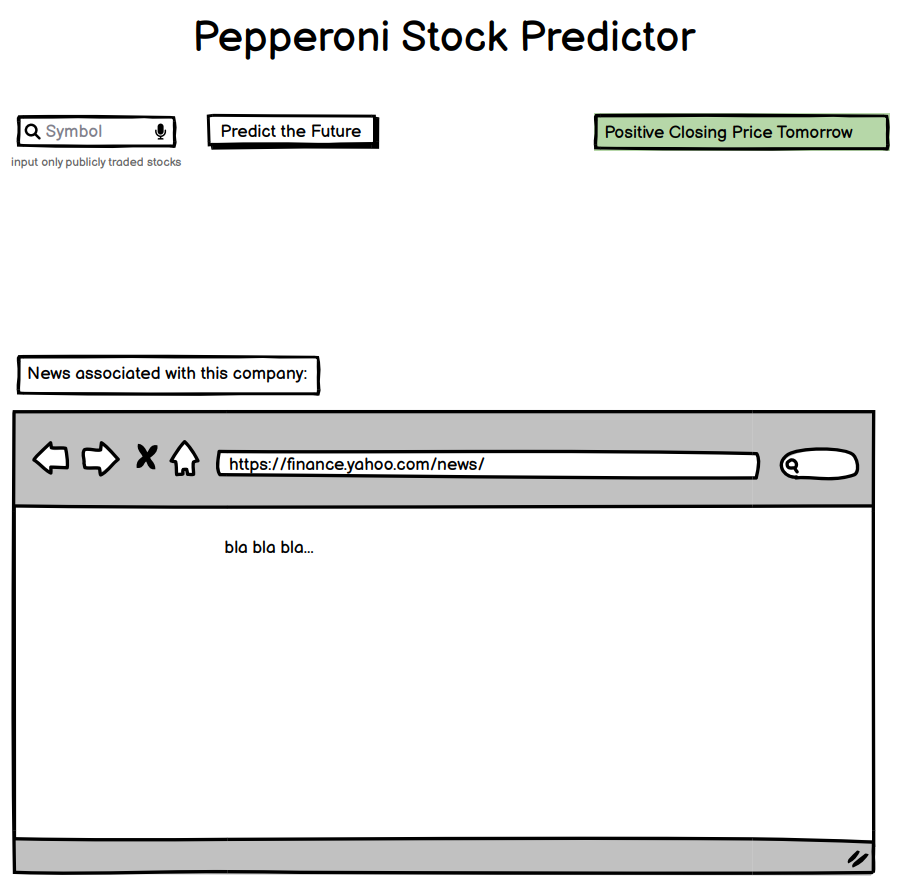 Pepperoni Stock Predictor
Symbol
Predict the Future
Positive Closing Price Tomorrow
input only publicly traded stocks
News associated with this company:
https://finance.yahoo.com/news/
bla bla bla...